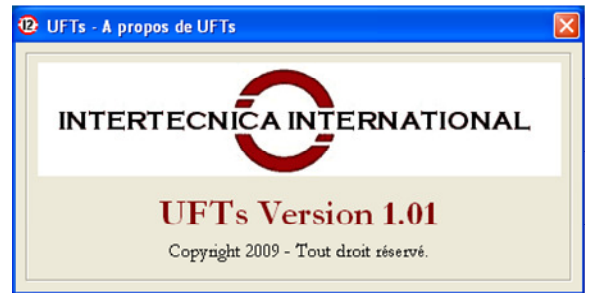 UFTs - A propos de UFTs
INTERTECNICA INTERNATIONAL
UFTs Version 1.01
Copyright 2009 - Tout droit réservé.